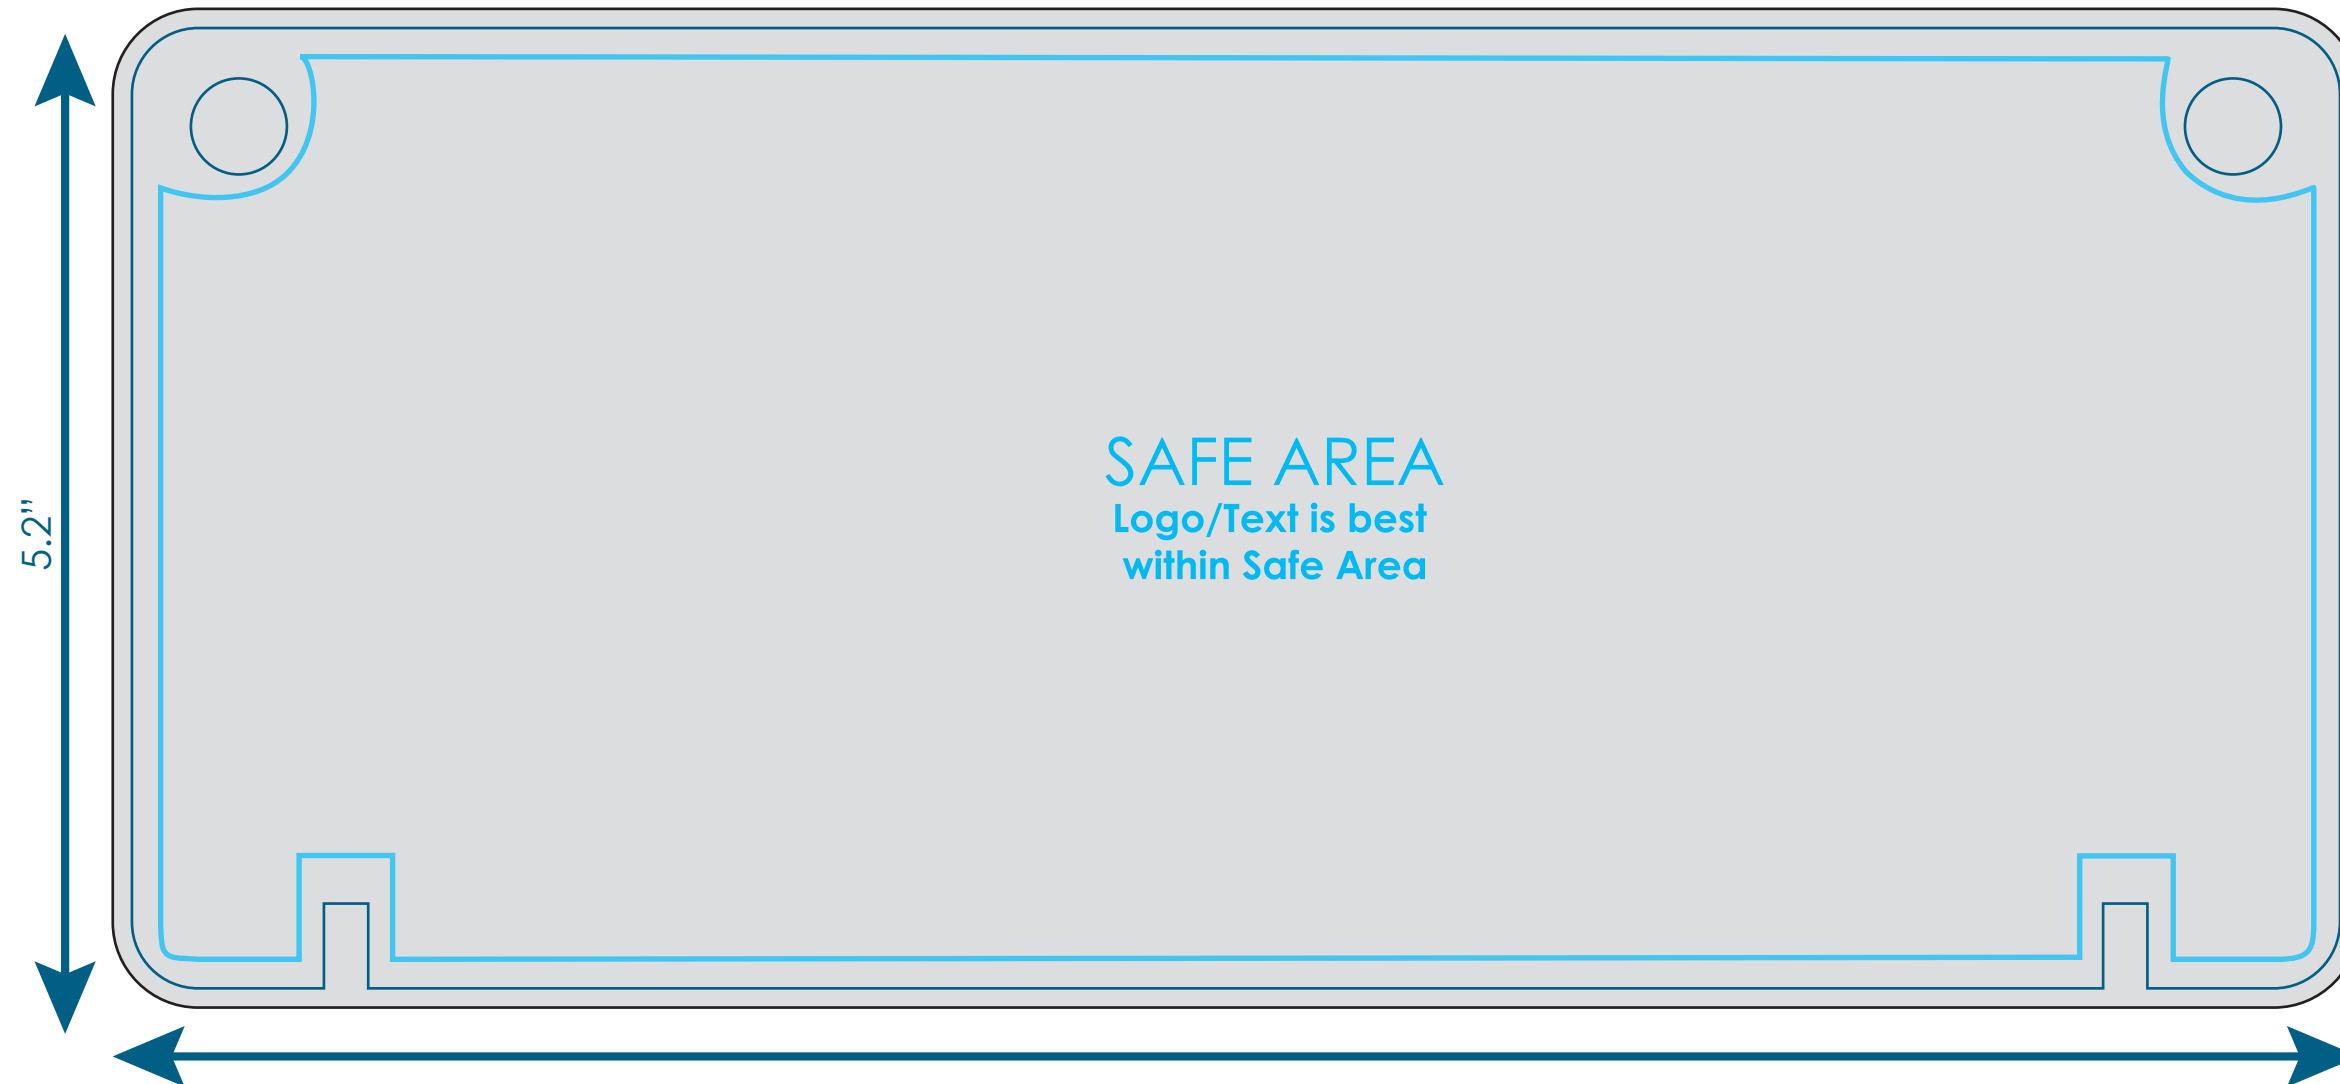 5.2”
SAFE AREA
Logo/Text is best
within Safe Area